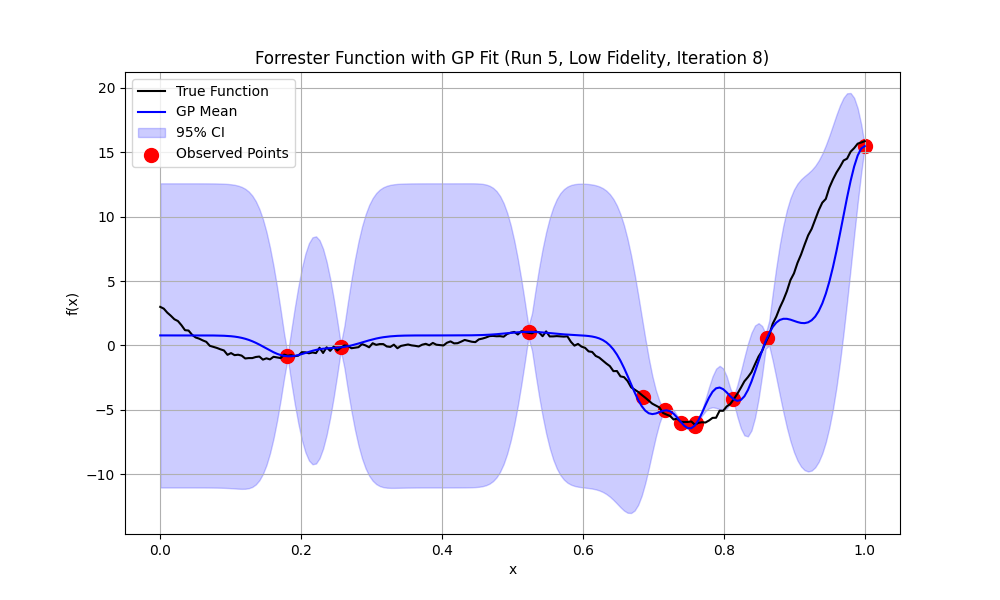 Forrester Function with GP Fit (Run 5, Low Fidelity, Iteration 8)
True Function
GP Mean
95% CI
Observed Points
20
15
10
5
0
−5
−10
f(x)
0.0 0.2 0.4 0.6 0.8 1.0
x